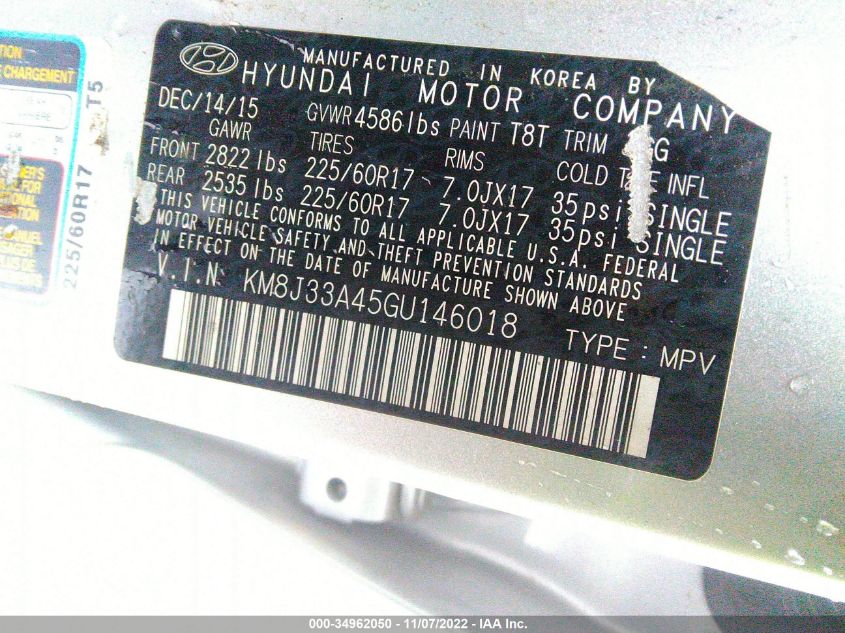 TION
E CHARGEMENT
225/60R17 T5
MANUFACTURED IN KOREA BY
HYUNDAI MOTOR COMPANY
DEC/14/15 GVWR 4586 lbs PAINT T8T TRIM GG
GAWR TIRES RIMS COLD INFL
FRONT 2822 lbs 225/60R17 7.0JX17 35psi SINGLE
REAR 2535 lbs 225/60R17 7.0JX17 35psi SINGLE
THIS VEHICLE CONFORMS TO ALL APPLICABLE U.S.A. FEDERAL
MOTOR VEHICLE SAFETY AND THEFT PREVENTION STANDARDS
IN EFFECT ON THE DATE OF MANUFACTURE SHOWN ABOVE
V.I.N KM8J33A45GU146018 TYPE : MPV
000-34962050 - 11/07/2022 - IAA Inc.